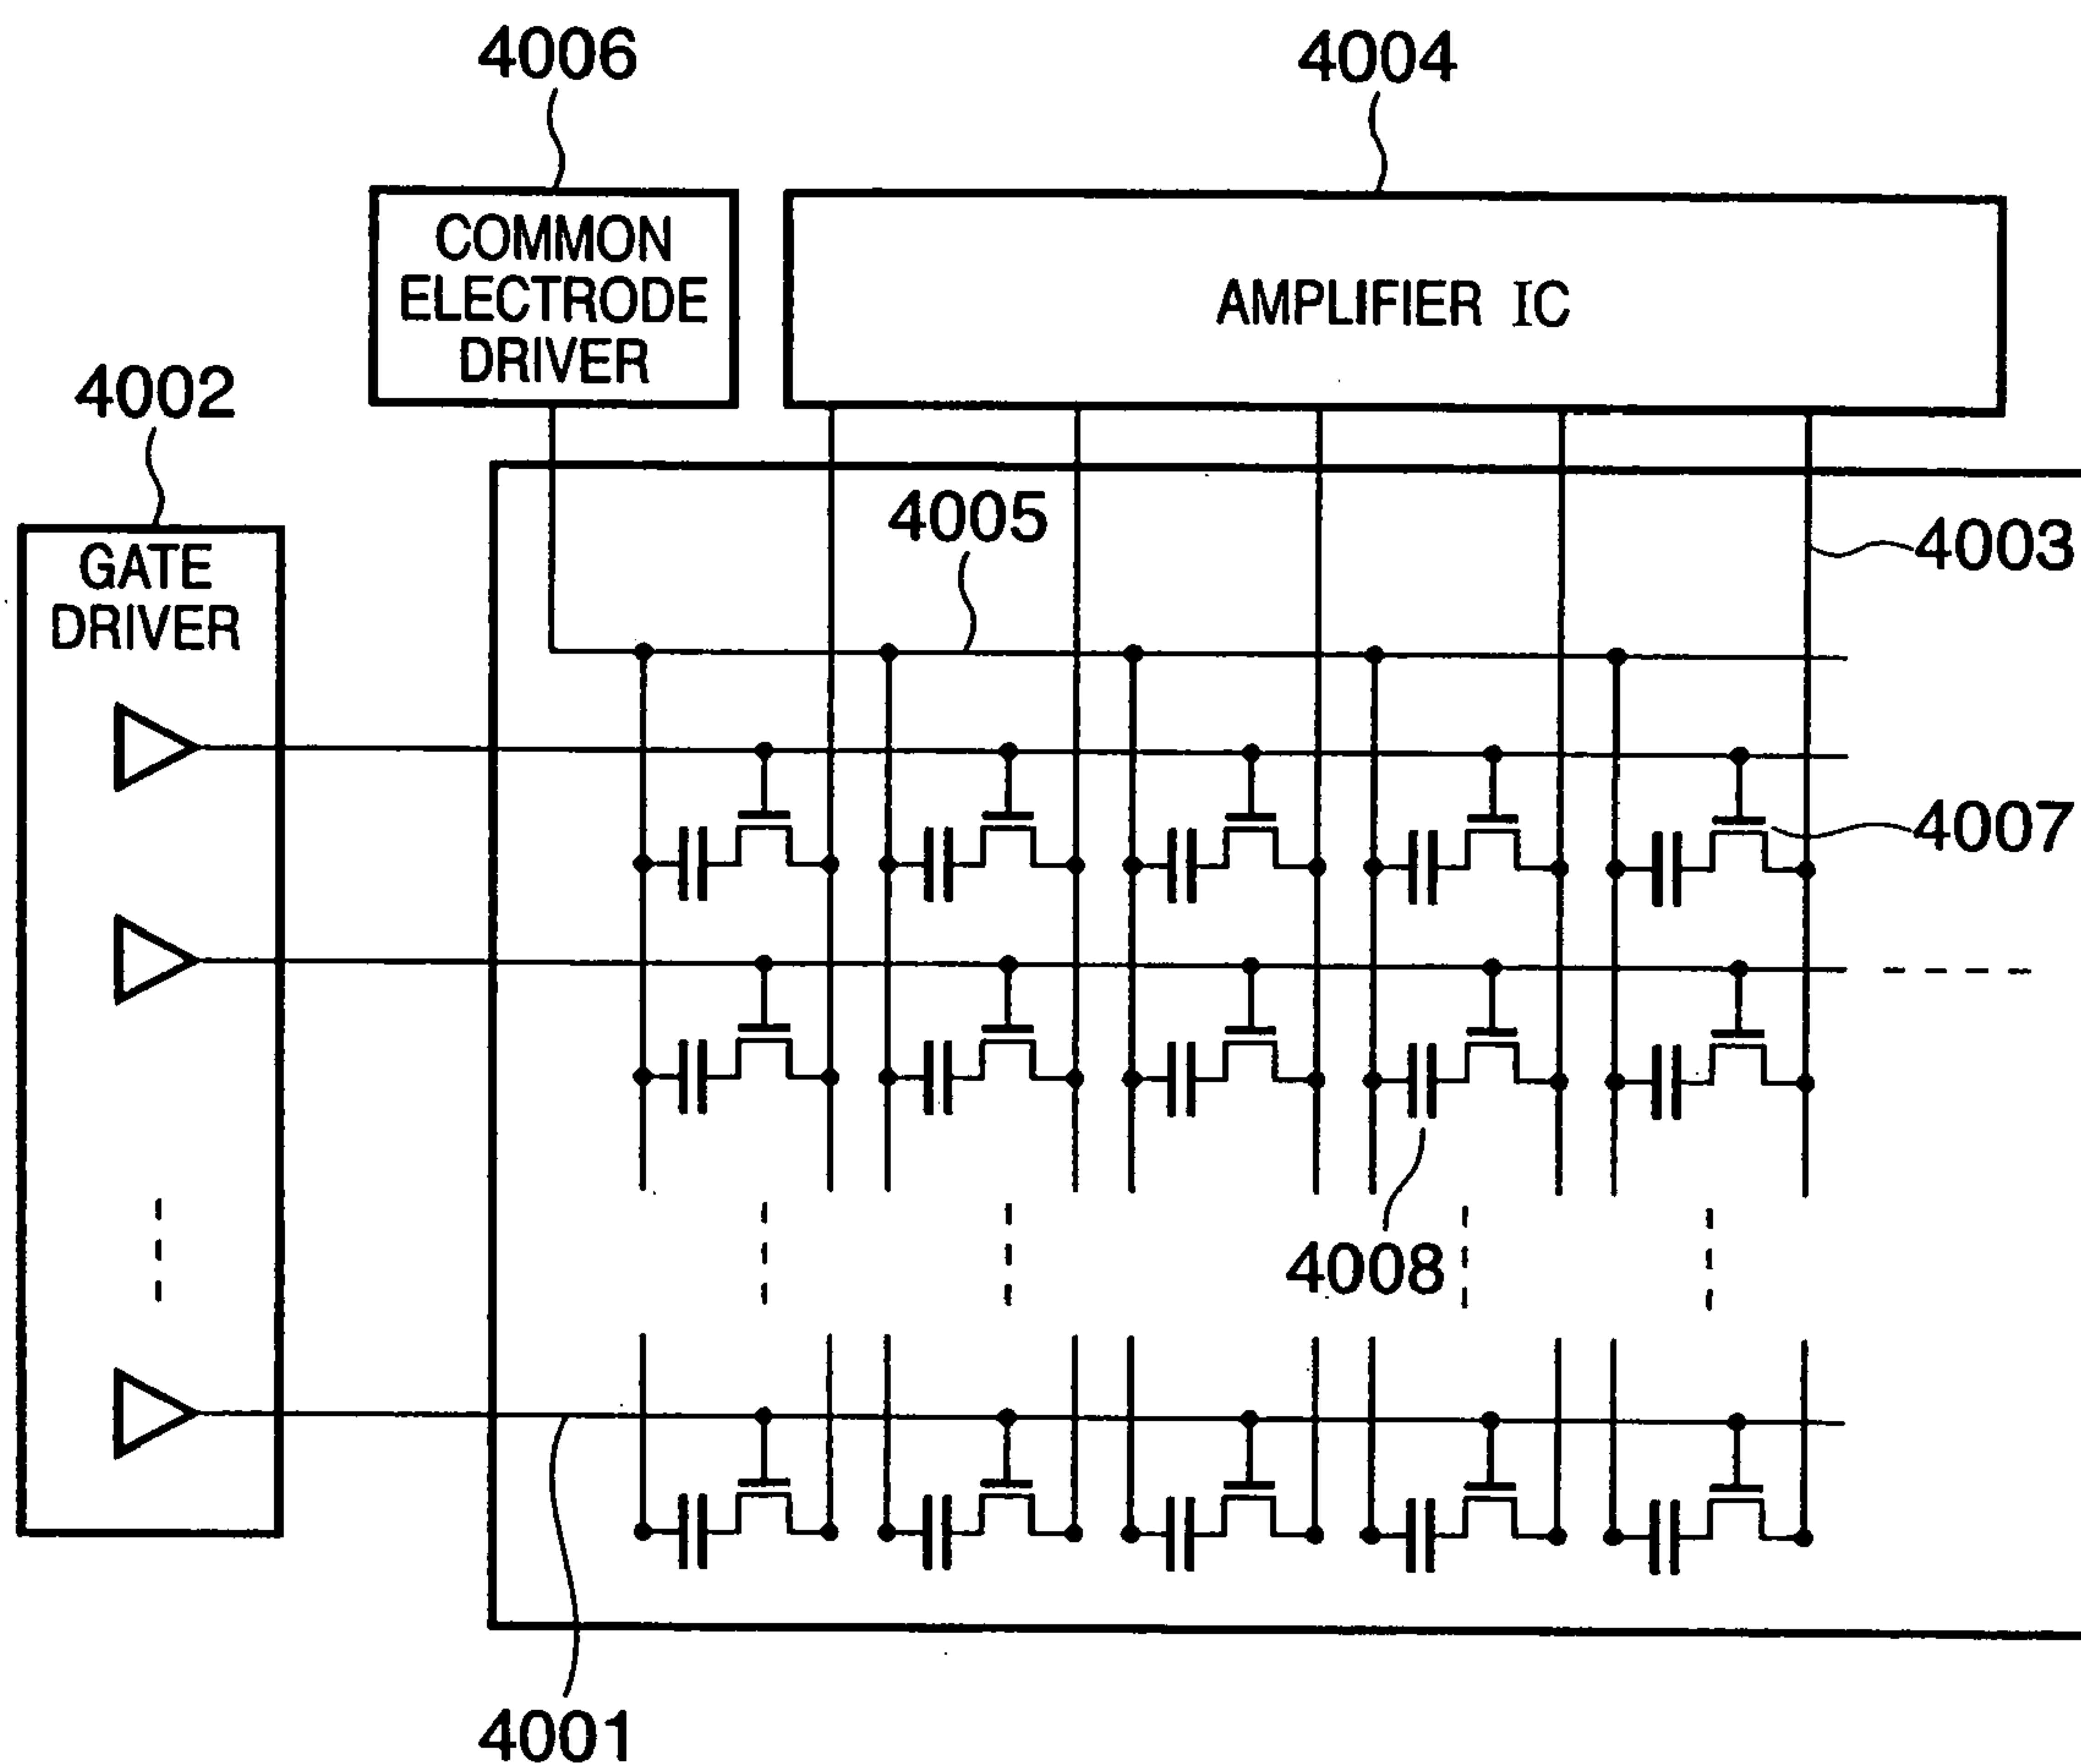 4006
4004
COMMON
ELECTRODE
DRIVER
AMPLIFIER IC
4002
4005
4003
GATE
DRIVER
4007
4008
4001